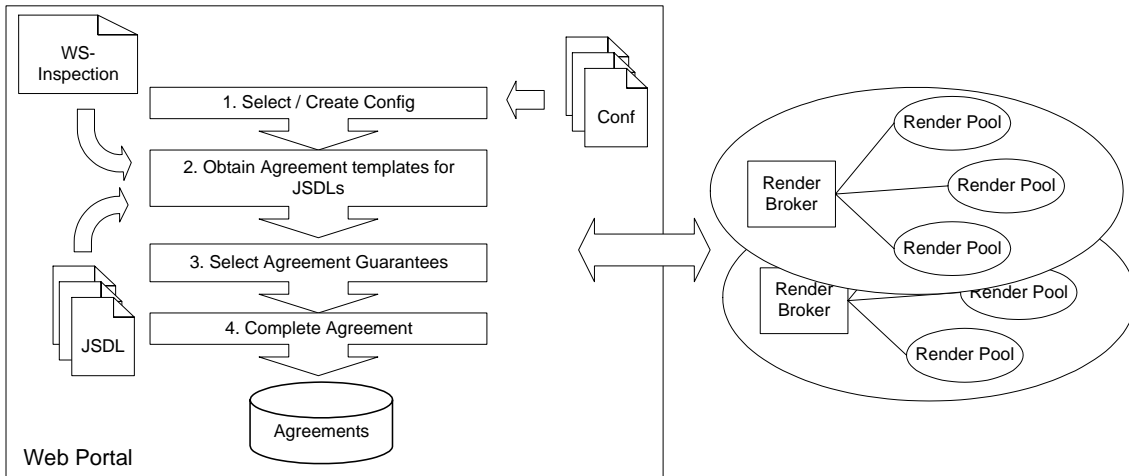 WS-
Inspection
1. Select / Create Config
Conf
2. Obtain Agreement templates for
JSDLs
3. Select Agreement Guarantees
4. Complete Agreement
JSDL
Agreements
Web Portal
Render Pool
Render
Broker
Render Pool
Render Pool
Render
Broker
Render Pool
Render Pool